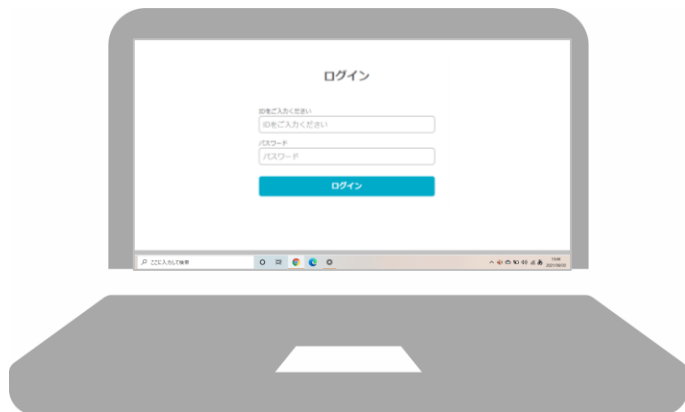 ログイン
IDをご入力ください
IDをご入力ください
パスワード
パスワード
ログイン
ここに入力して検索